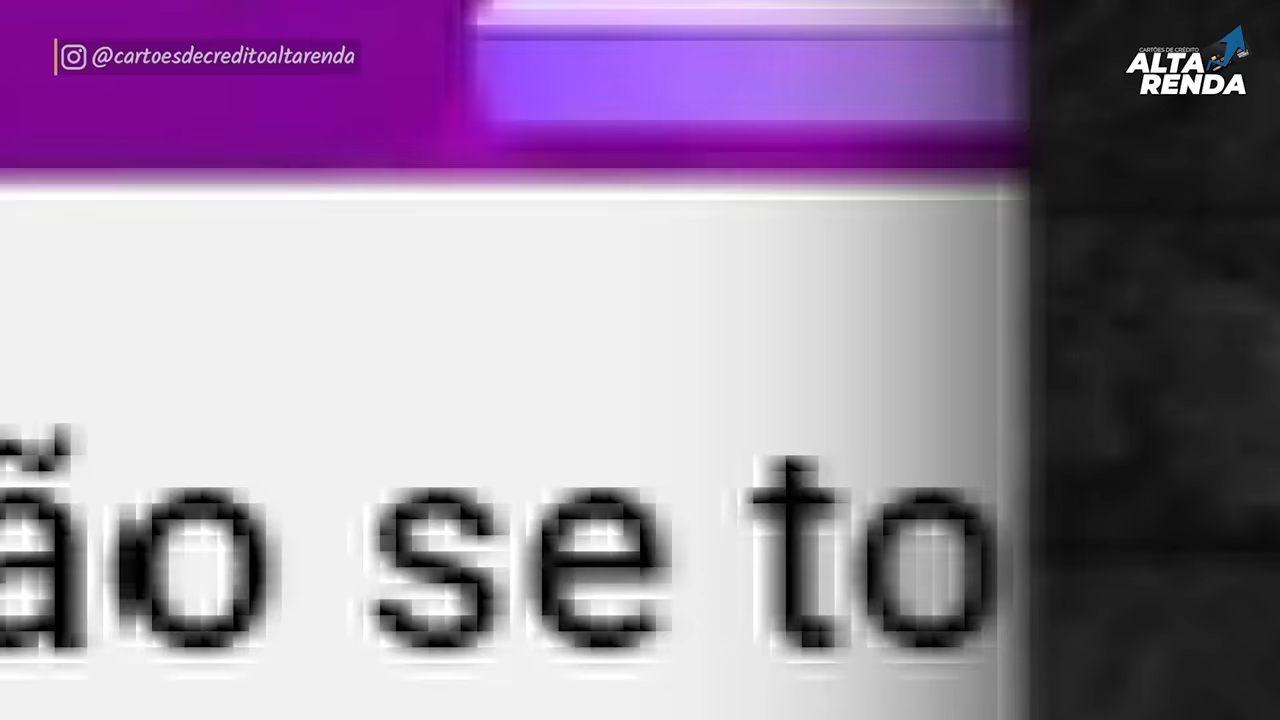 @cartoesdecreditoaltarenda
CARTÕES DE CRÉDITO
ALTA
RENDA
ão se to